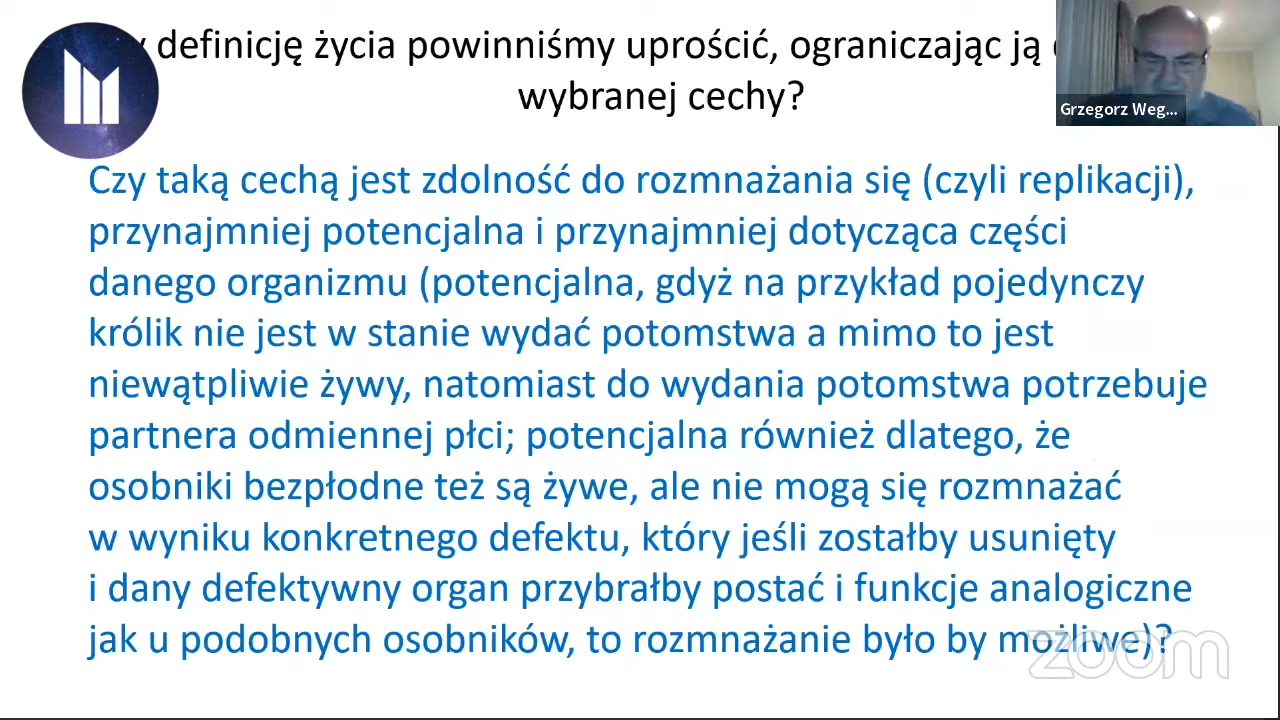 definicję życia powinniśmy uprościć, ograniczając ją
wybranej cechy?
Grzegorz Weg...
Czy taką cechą jest zdolność do rozmnażania się (czyli replikacji),
przynajmniej potencjalna i przynajmniej dotycząca części
danego organizmu (potencjalna, gdyż na przykład pojedynczy
królik nie jest w stanie wydać potomstwa a mimo to jest
niewątpliwie żywy, natomiast do wydania potomstwa potrzebuje
partnera odmiennej płci; potencjalna również dlatego, że
osobniki bezpłodne też są żywe, ale nie mogą się rozmnażać
w wyniku konkretnego defektu, który jeśli zostałby usunięty
i dany defektywny organ przybrałby postać i funkcje analogiczne
jak u podobnych osobników, to rozmnażanie było by możliwe)?
zoom